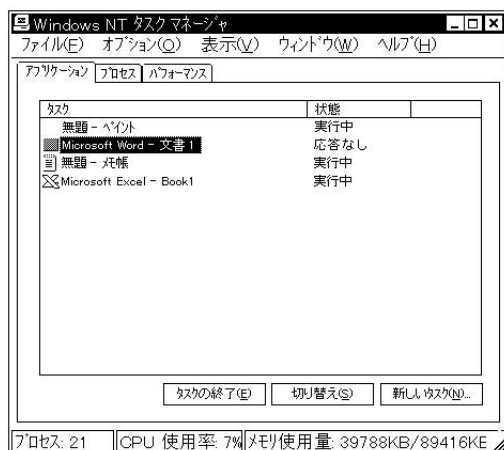 Windows NT タスク マネージャ
ファイル(F) オプション(O) 表示(V) ウィンドウ(W) ヘルプ(H)
アプリケーション プロセス パフォーマンス
タスク 状態
無題 - ペイント 実行中
Microsoft Word - 文書 1 応答なし
無題 - メモ帳 実行中
Microsoft Excel - Book1 実行中
タスクの終了(E) 切り替え(S) 新しいタスク(N)...
プロセス: 21 CPU 使用率: 7% メモリ使用量: 39788KB/89416KE